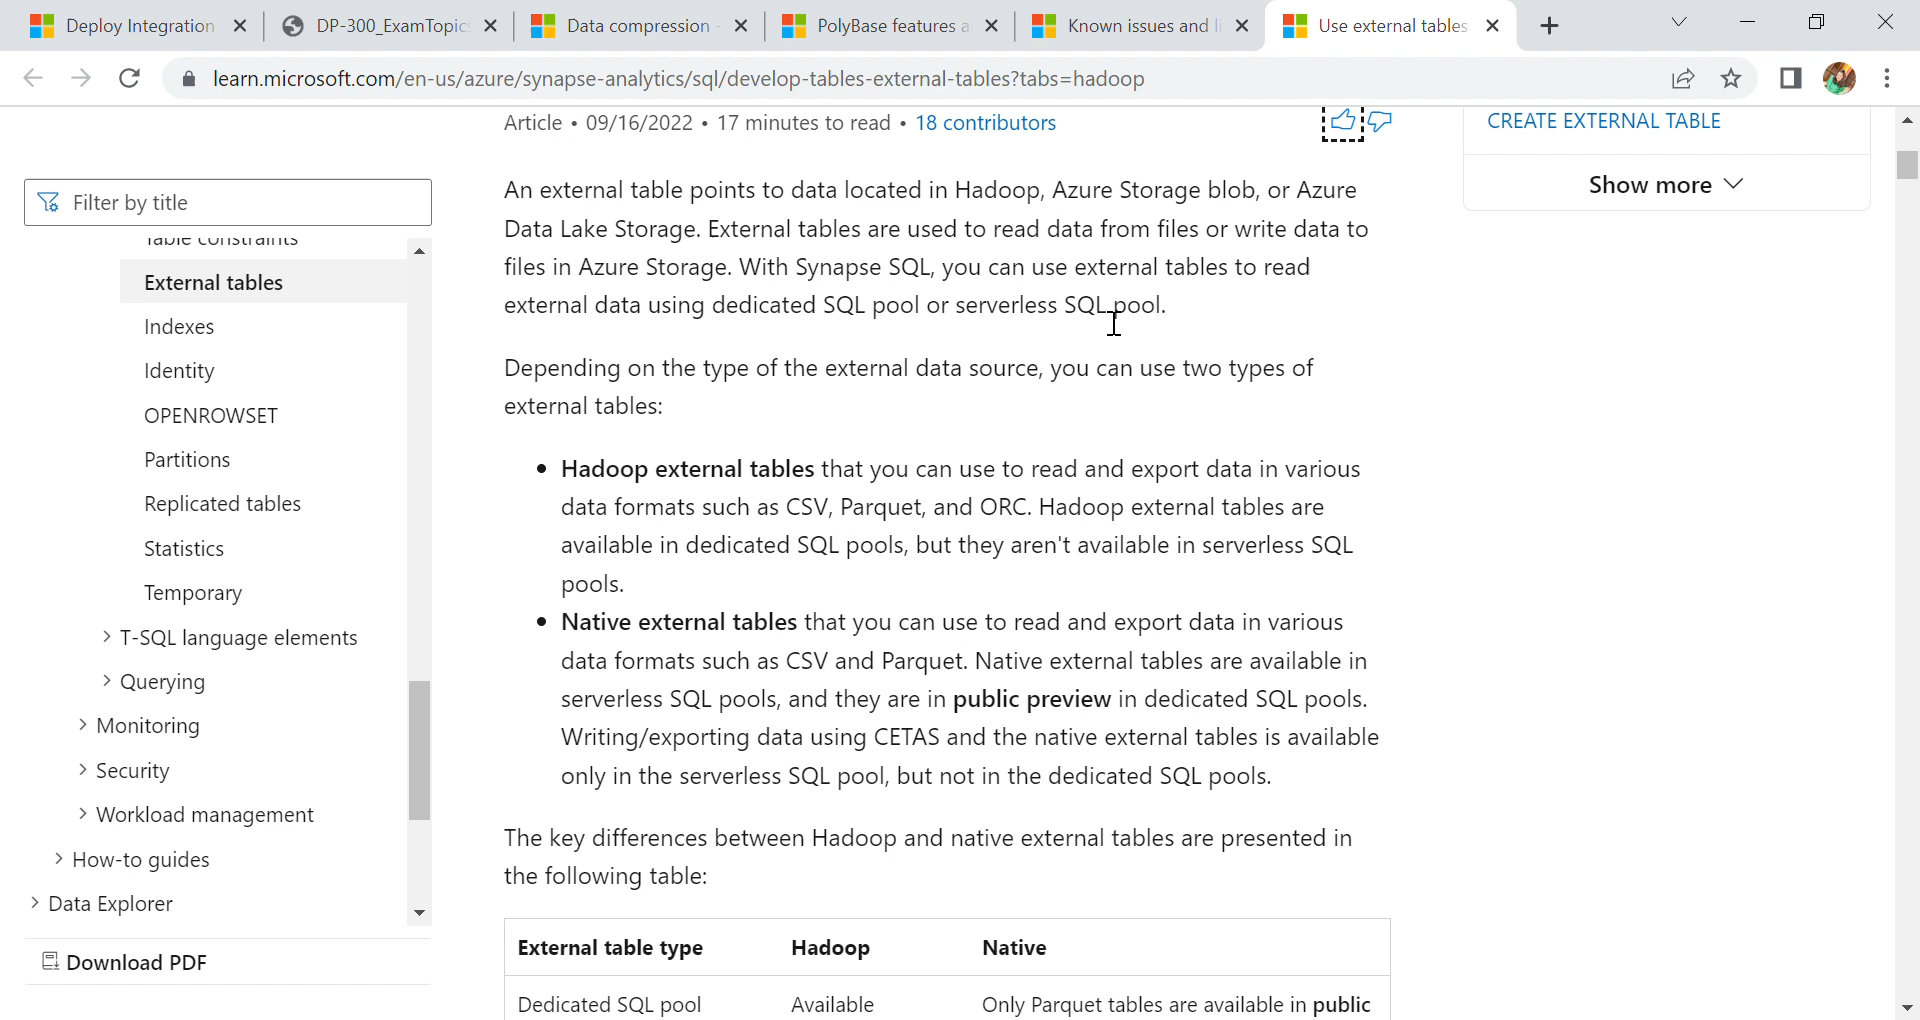 Deploy Integration
DP-300_ExamTopic
Data compression -
PolyBase features a
Known issues and li
Use external tables
learn.microsoft.com/en-us/azure/synapse-analytics/sql/develop-tables-external-tables?tabs=hadoop
Article • 09/16/2022 • 17 minutes to read • 18 contributors
CREATE EXTERNAL TABLE
Show more
Filter by title
Table constraints
External tables
Indexes
Identity
OPENROWSET
Partitions
Replicated tables
Statistics
Temporary
T-SQL language elements
Querying
Monitoring
Security
Workload management
How-to guides
Data Explorer
Download PDF
An external table points to data located in Hadoop, Azure Storage blob, or Azure
Data Lake Storage. External tables are used to read data from files or write data to
files in Azure Storage. With Synapse SQL, you can use external tables to read
external data using dedicated SQL pool or serverless SQL pool.
Depending on the type of the external data source, you can use two types of
external tables:
• Hadoop external tables that you can use to read and export data in various
data formats such as CSV, Parquet, and ORC. Hadoop external tables are
available in dedicated SQL pools, but they aren't available in serverless SQL
pools.
• Native external tables that you can use to read and export data in various
data formats such as CSV and Parquet. Native external tables are available in
serverless SQL pools, and they are in public preview in dedicated SQL pools.
Writing/exporting data using CETAS and the native external tables is available
only in the serverless SQL pool, but not in the dedicated SQL pools.
The key differences between Hadoop and native external tables are presented in
the following table:
External table type Hadoop Native
Dedicated SQL pool Available Only Parquet tables are available in public